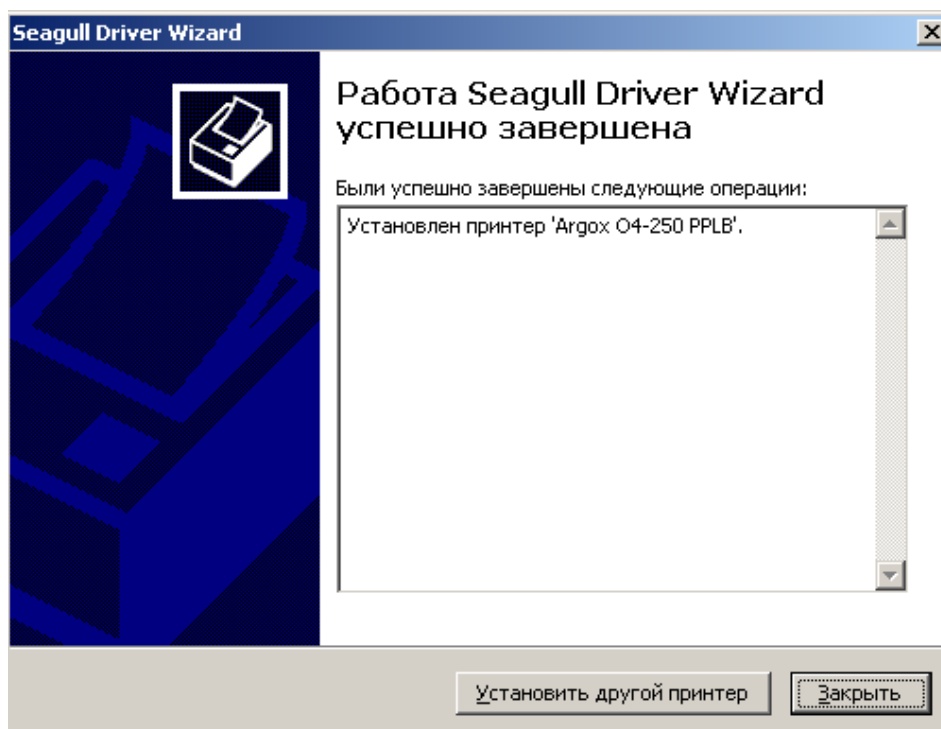 Seagull Driver Wizard
Работа Seagull Driver Wizard
успешно завершена
Были успешно завершены следующие операции:
Установлен принтер 'Argox O4-250 PPLB'.
Установить другой принтер
Закрыть